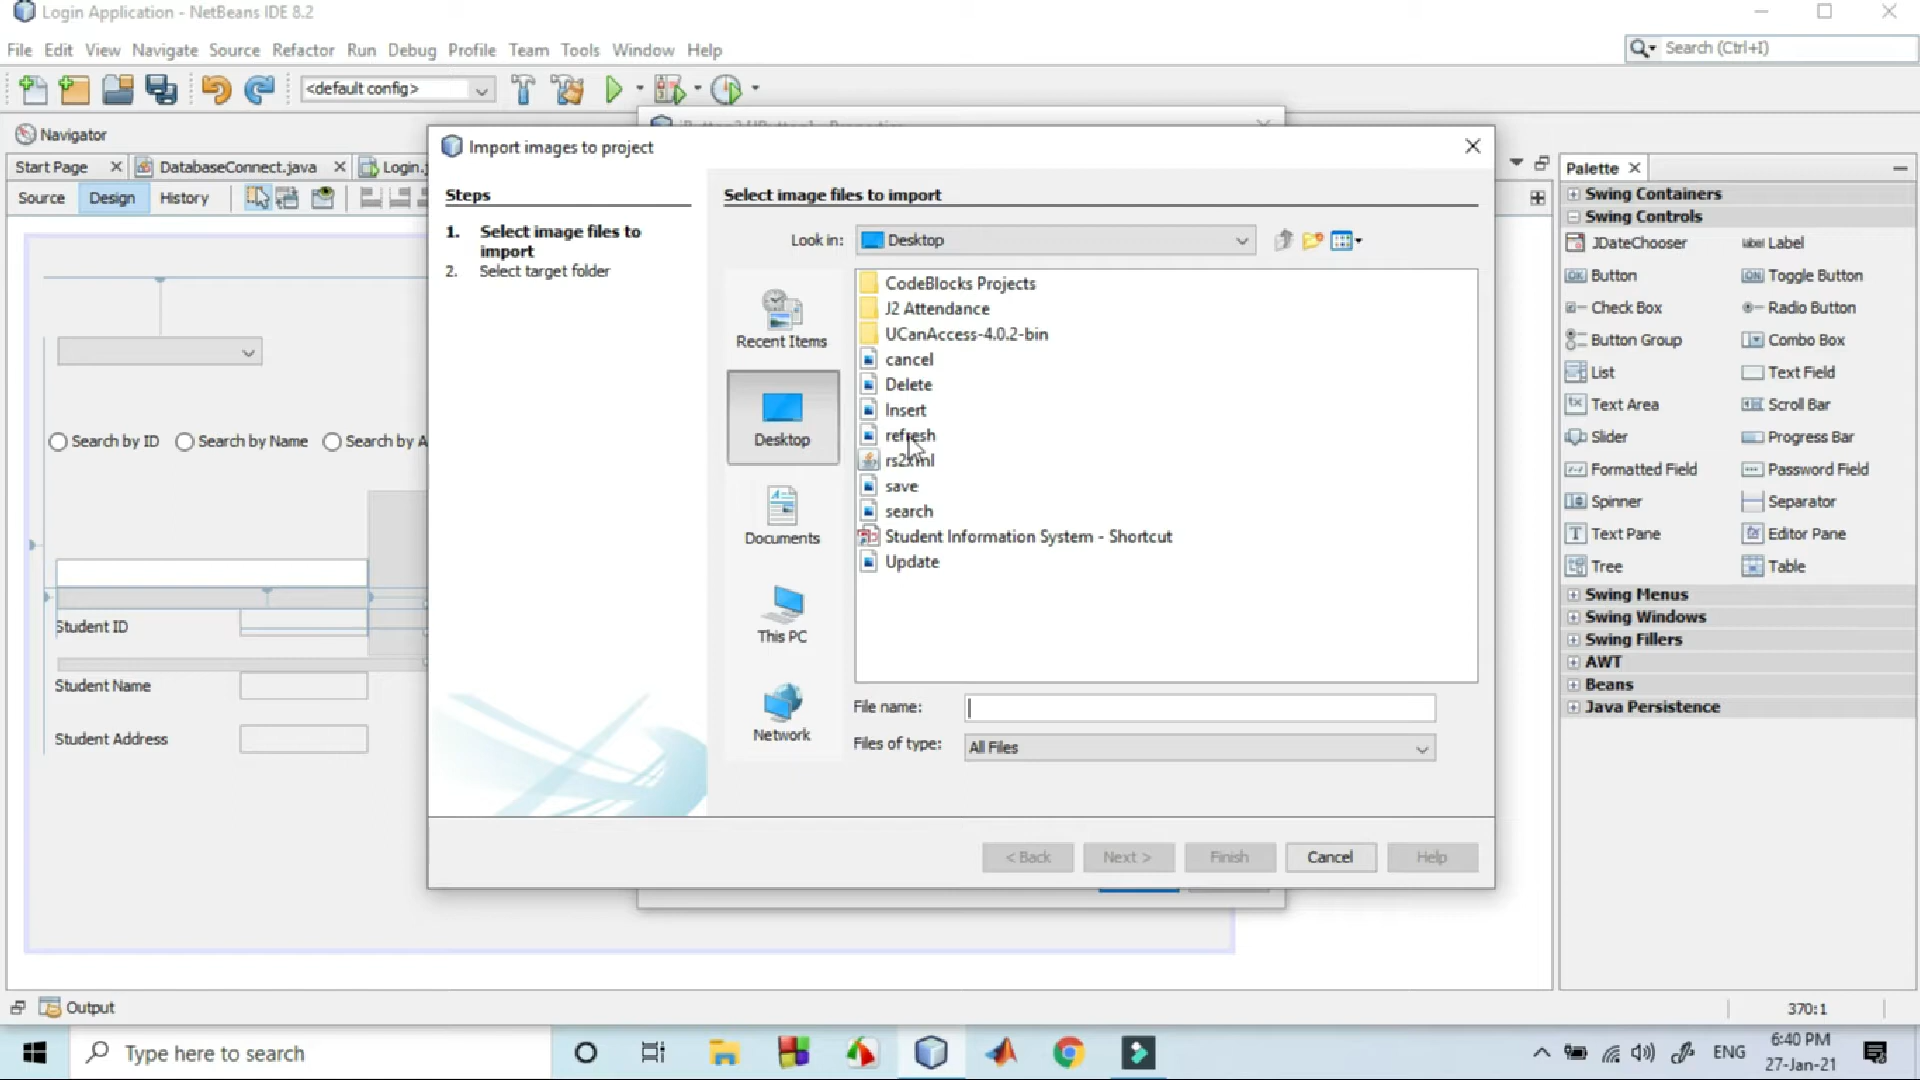 Login Application - NetBeans IDE 8.2
File Edit View Navigate Source Refactor Run Debug Profile Team Tools Window Help
Search (Ctrl+I)
<default config>
Navigator
Start Page DatabaseConnect.java Login.j
Source Design History
Search by ID Search by Name Search by A
Student ID
Student Name
Student Address
Import images to project
Steps
1. Select image files to
import
2. Select target folder
Select image files to import
Look in: Desktop
Recent Items
Desktop
Documents
This PC
Network
CodeBlocks Projects
J2 Attendance
UCanAccess-4.0.2-bin
cancel
Delete
Insert
refresh
rs2xml
save
search
Student Information System - Shortcut
Update
File name:
Files of type: All Files
< Back Next > Finish Cancel Help
Palette
Swing Containers
Swing Controls
JDateChooser Label
Button Toggle Button
Check Box Radio Button
Button Group Combo Box
List Text Field
Text Area Scroll Bar
Slider Progress Bar
Formatted Field Password Field
Spinner Separator
Text Pane Editor Pane
Tree Table
Swing Menus
Swing Windows
Swing Fillers
AWT
Beans
Java Persistence
Output
370:1
Type here to search
ENG
6:40 PM
27-Jan-21